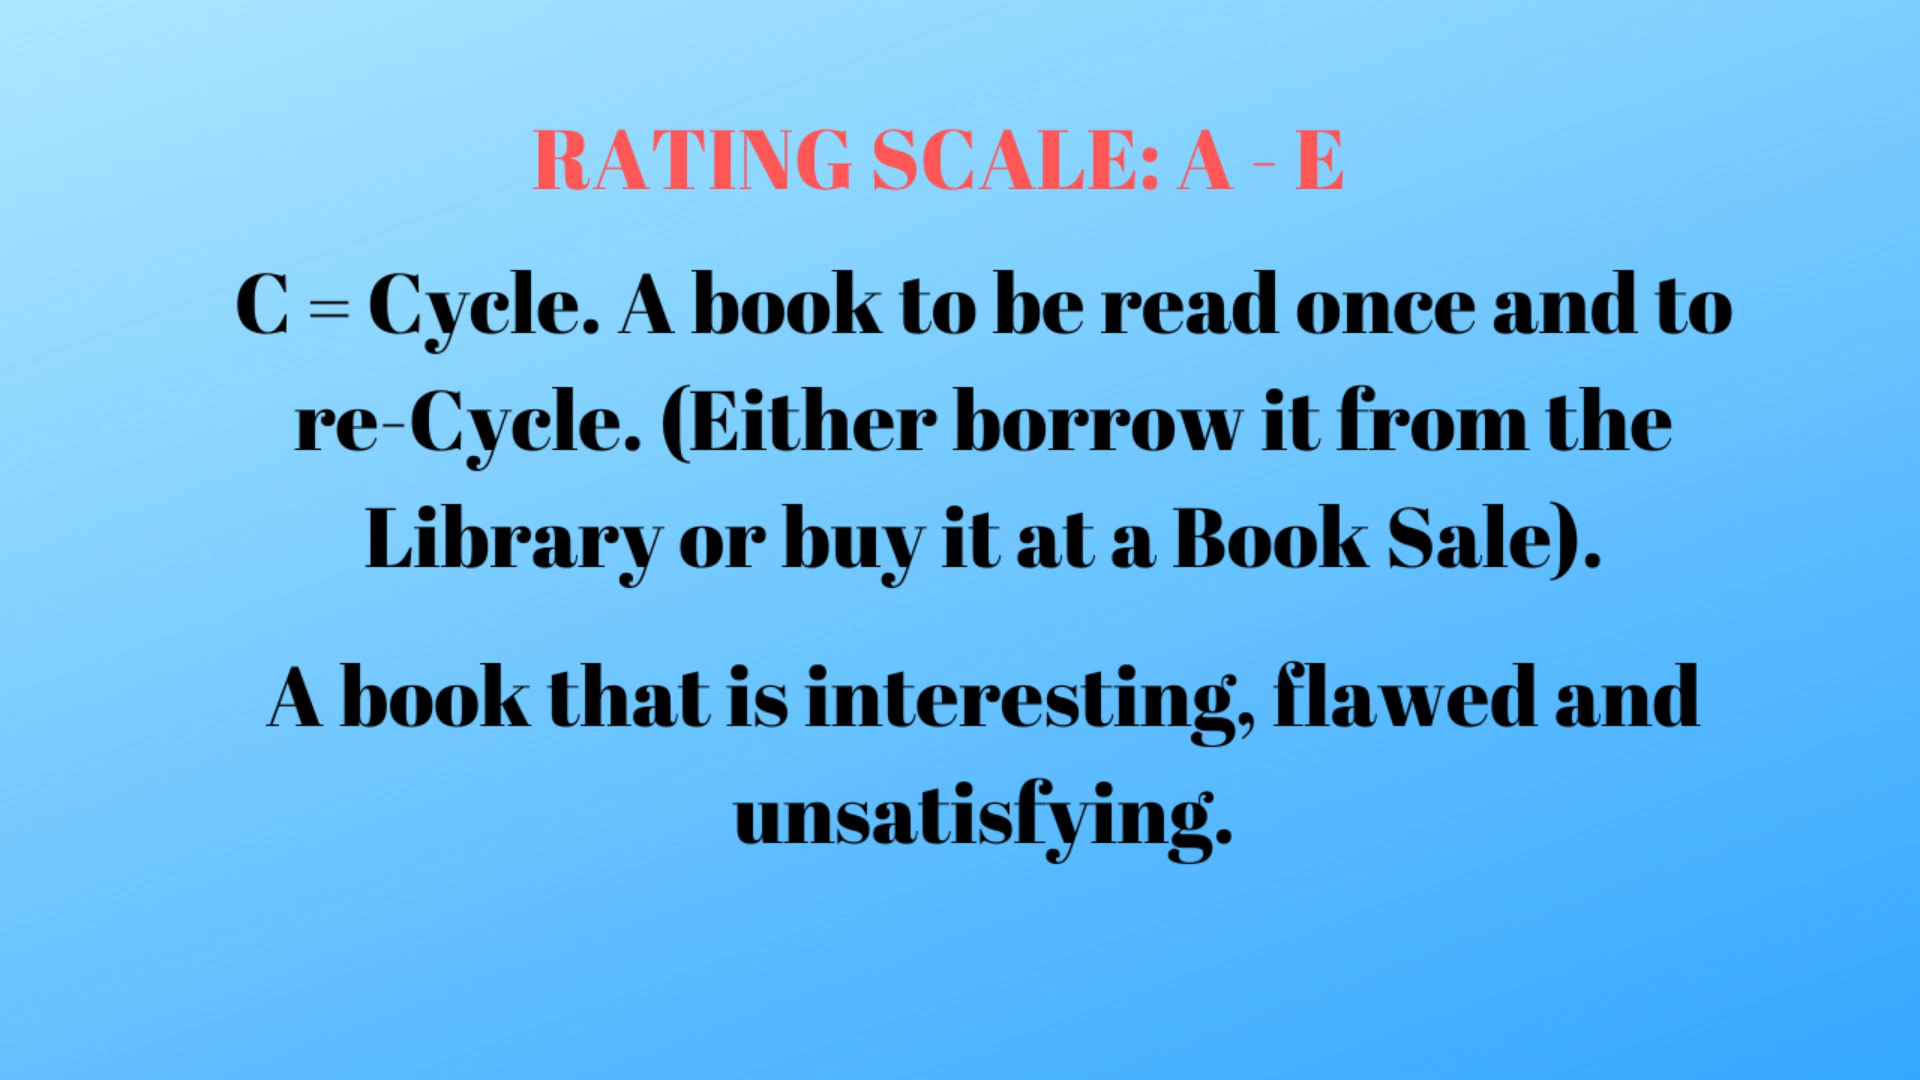 RATING SCALE: A - E
C = Cycle. A book to be read once and to
re-Cycle. (Either borrow it from the
Library or buy it at a Book Sale).
A book that is interesting, flawed and
unsatisfying.